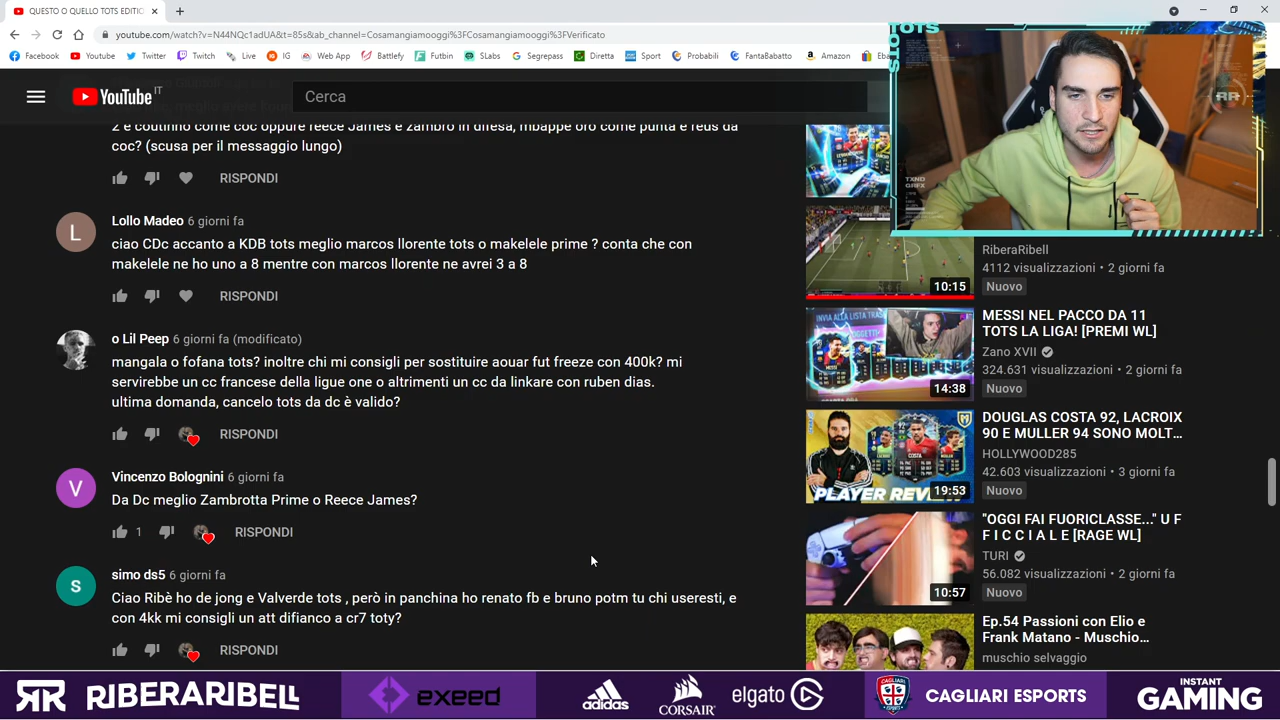 QUESTO O QUELLO TOTS EDITIC
youtube.com/watch?v=N44NQc1adUA&t=85s&ab_channel=Cosamangiamooggi%3FCosamangiamooggi%3FVerificato
Facebook Youtube Twitter Twitch Live IG Web App Battlefy Futbin SLabs Segrepass Diretta Sport Probabili FantaBabatto Amazon
YouTube IT
Cerca
2 e coutinho come coc oppure reece James e zambro in difesa, mbappe oro come punta e reus da
coc? (scusa per il messaggio lungo)
RISPONDI
Lollo Madeo 6 giorni fa
ciao CDc accanto a KDB tots meglio marcos llorente tots o makelele prime ? conta che con
makelele ne ho uno a 8 mentre con marcos llorente ne avrei 3 a 8
RISPONDI
o Lil Peep 6 giorni fa (modificato)
mangala o fofana tots? inoltre chi mi consigli per sostituire aouar fut freeze con 400k? mi
servirebbe un cc francese della ligue one o altrimenti un cc da linkare con ruben dias.
ultima domanda, cancelo tots da dc è valido?
RISPONDI
Vincenzo Bolognini 6 giorni fa
Da Dc meglio Zambrotta Prime o Reece James?
1 RISPONDI
simo ds5 6 giorni fa
Ciao Ribè ho de jong e Valverde tots , però in panchina ho renato fb e bruno potm tu chi useresti, e
con 4kk mi consigli un att difianco a cr7 toty?
RISPONDI
TOTS
TXND
GRFX
RR
RiberaRibell
4112 visualizzazioni • 2 giorni fa
Nuovo
10:15
MESSI NEL PACCO DA 11
TOTS LA LIGA! [PREMI WL]
Zano XVII
324.631 visualizzazioni • 2 giorni fa
Nuovo
INVIA ALLA LISTA TRAS
OGGETTI
14:38
DOUGLAS COSTA 92, LACROIX
90 E MULLER 94 SONO MOLT...
HOLLYWOOD285
42.603 visualizzazioni • 3 giorni fa
Nuovo
COSTA
PLAYER REVIEW
19:53
"OGGI FAI FUORICLASSE..." U F
F I C C I A L E [RAGE WL]
TURI
56.082 visualizzazioni • 2 giorni fa
Nuovo
10:57
Ep.54 Passioni con Elio e
Frank Matano - Muschio...
muschio selvaggio
RR RIBERARIBELL exeed adidas CORSAIR elgato CAGLIARI ESPORTS INSTANT GAMING